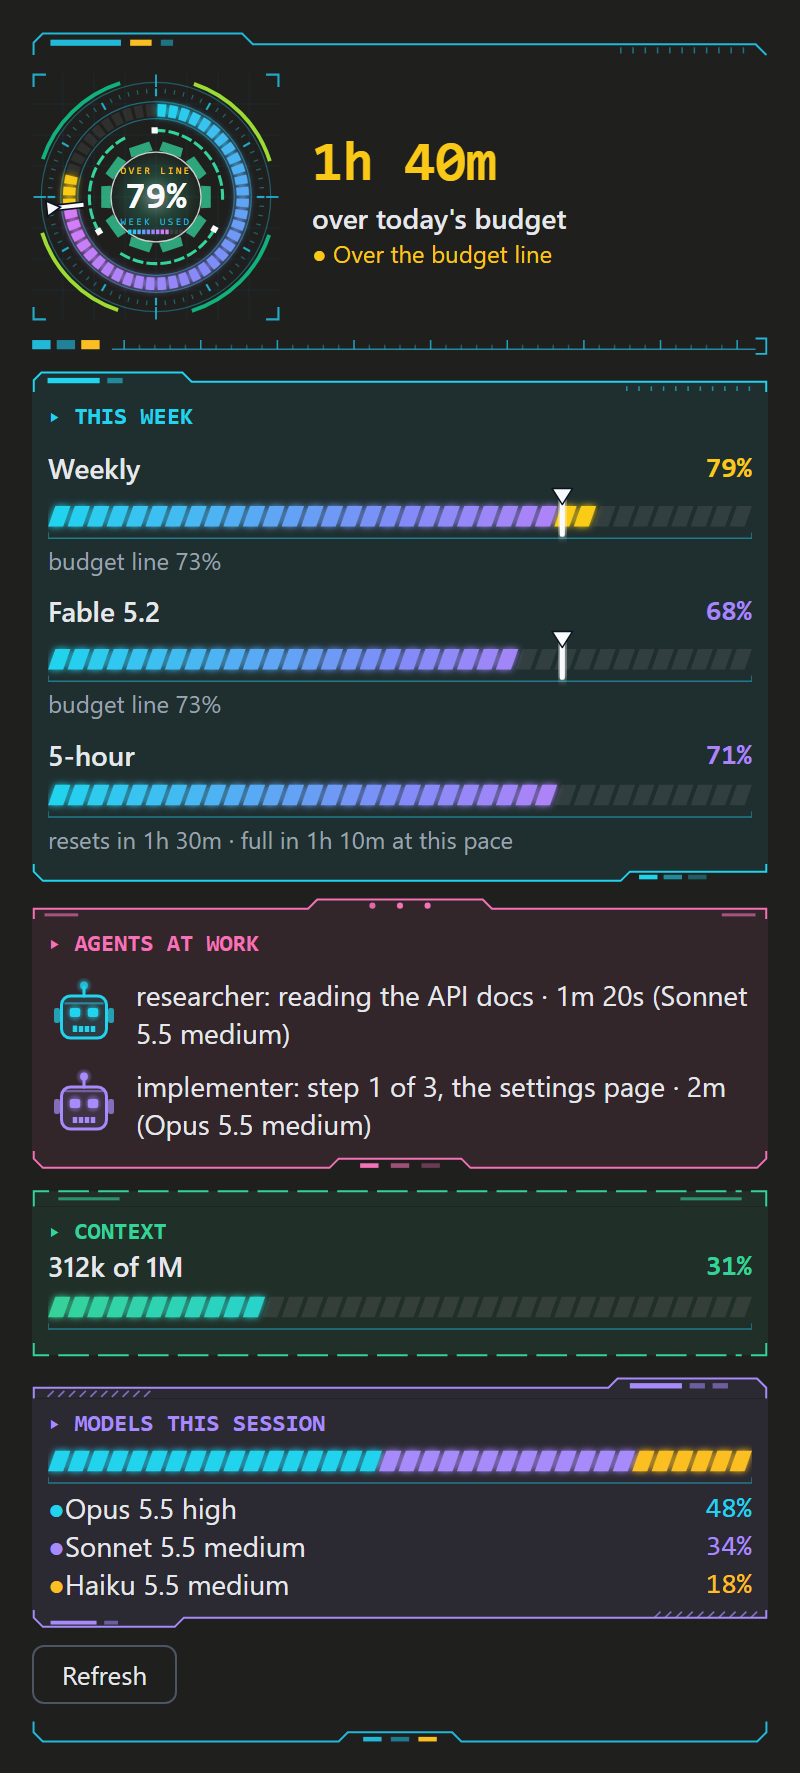 OVER LINE
79%
WEEK USED
1h 40m
over today's budget
Over the budget line
THIS WEEK
Weekly 79%
budget line 73%
Fable 5.2 68%
budget line 73%
5-hour 71%
resets in 1h 30m · full in 1h 10m at this pace
AGENTS AT WORK
researcher: reading the API docs · 1m 20s (Sonnet
5.5 medium)
implementer: step 1 of 3, the settings page · 2m
(Opus 5.5 medium)
CONTEXT
312k of 1M 31%
MODELS THIS SESSION
Opus 5.5 high 48%
Sonnet 5.5 medium 34%
Haiku 5.5 medium 18%
Refresh